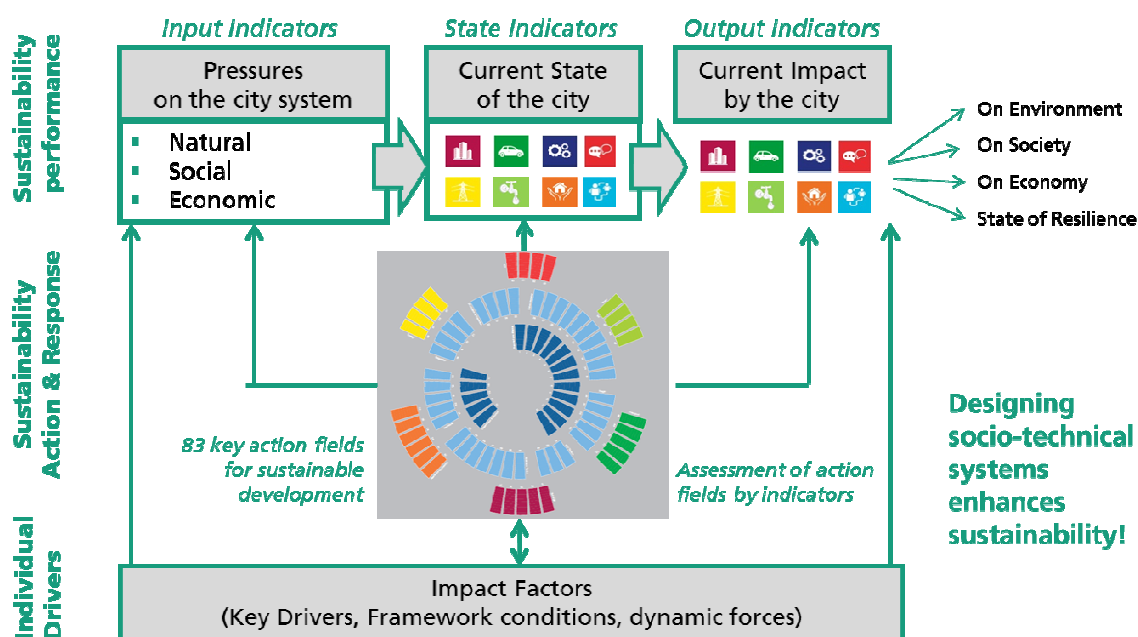 Input Indicators
State Indicators
Output Indicators
Sustainability
performance
Pressures
on the city system
Current State
of the city
Current Impact
by the city
Natural
Social
Economic
On Environment
On Society
On Economy
State of Resilience
Sustainability
Action & Response
83 key action fields
for sustainable
development
Assessment of action
fields by indicators
Designing
socio-technical
systems
enhances
sustainability!
Individual
Drivers
Impact Factors
(Key Drivers, Framework conditions, dynamic forces)